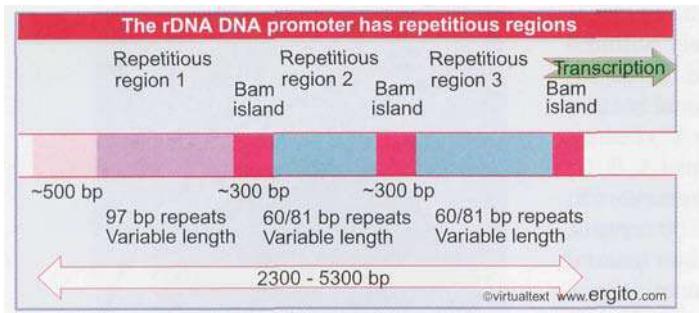 The rDNA DNA promoter has repetitious regions
Repetitious
region 1
Bam
island
Repetitious
region 2
Bam
island
Repetitious
region 3
Transcription
Bam
island
~500 bp
~300 bp
~300 bp
97 bp repeats
Variable length
60/81 bp repeats
Variable length
60/81 bp repeats
Variable length
2300 - 5300 bp
©virtualtext www.ergito.com